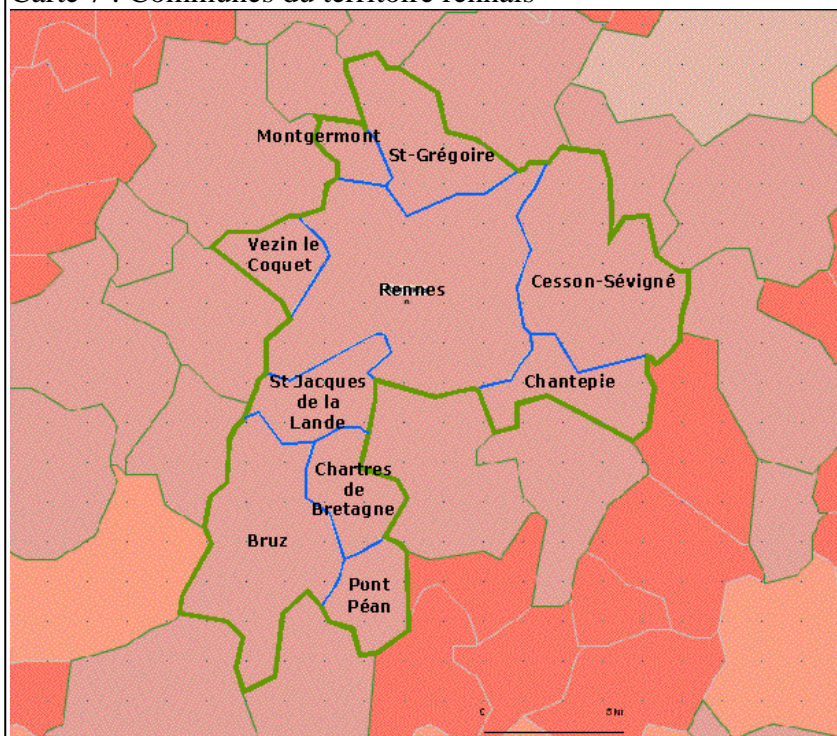 Carte 7 : Communes du territoire rennais
Montgermont
St-Grégoire
Vezin le
Coquet
Rennes
Cesson-Sévigné
St Jacques
de la
Lande
Chantepie
Chartres
de
Bretagne
Bruz
Pont
Péan
0
5 km